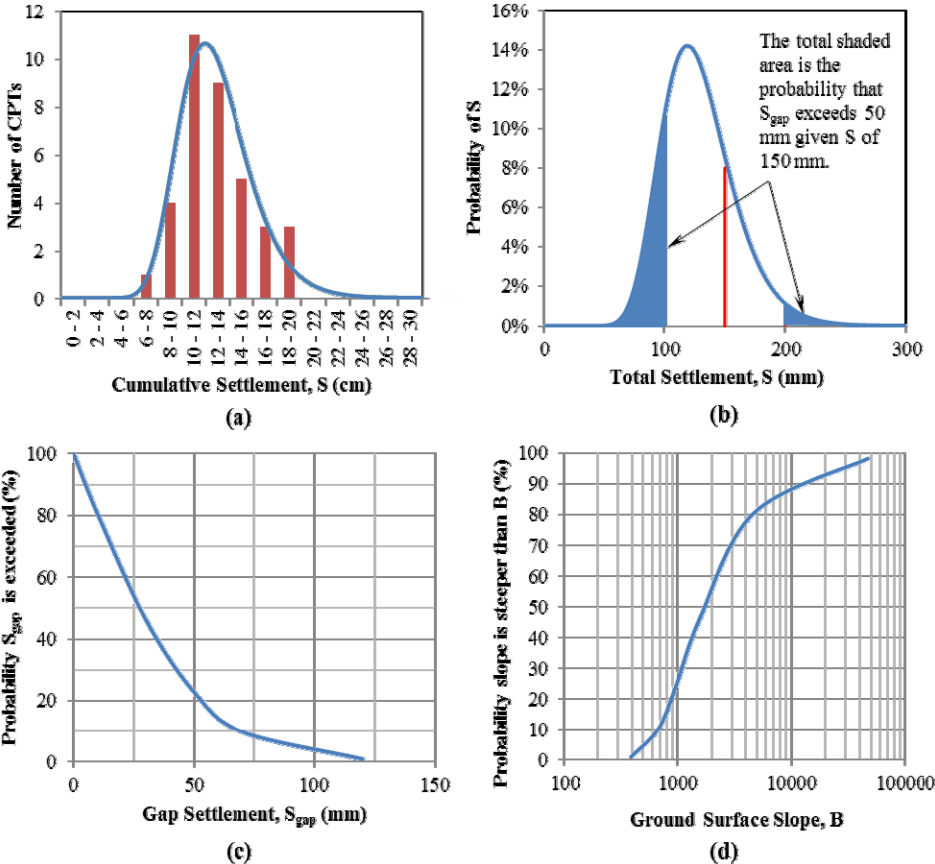 12
10
8
6
4
2
0
Number of CPTs
0 - 2
2 - 4
4 - 6
6 - 8
8 - 10
10 - 12
12 - 14
14 - 16
16 - 18
18 - 20
20 - 22
22 - 24
24 - 26
26 - 28
28 - 30
Cumulative Settlement, S (cm)
(a)
16%
14%
12%
10%
8%
6%
4%
2%
0%
Probability of S
The total shaded
area is the
probability that
Sgap exceeds 50
mm given S of
150 mm.
0
100
200
300
Total Settlement, S (mm)
(b)
100
80
60
40
20
0
Probability Sgap is exceeded (%)
0
50
100
150
Gap Settlement, Sgap (mm)
(c)
100
90
80
70
60
50
40
30
20
10
0
Probability slope is steeper than B (%)
100
1000
10000
100000
Ground Surface Slope, B
(d)